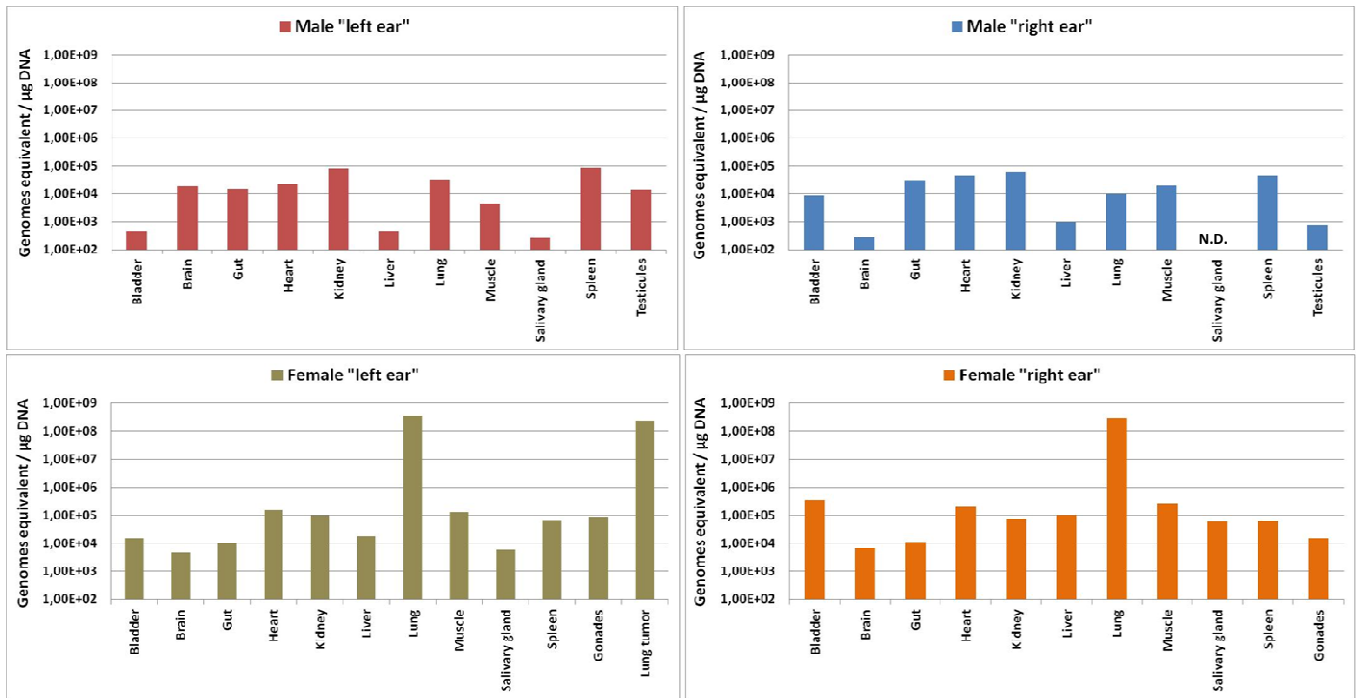 Male "left ear"
Genomes equivalent / µg DNA
1,00E+09
1,00E+08
1,00E+07
1,00E+06
1,00E+05
1,00E+04
1,00E+03
1,00E+02
Bladder
Brain
Gut
Heart
Kidney
Liver
Lung
Muscle
Salivary gland
Spleen
Testicules
Male "right ear"
Genomes equivalent / µg DNA
1,00E+09
1,00E+08
1,00E+07
1,00E+06
1,00E+05
1,00E+04
1,00E+03
1,00E+02
N.D.
Bladder
Brain
Gut
Heart
Kidney
Liver
Lung
Muscle
Salivary gland
Spleen
Testicules
Female "left ear"
Genomes equivalent / µg DNA
1,00E+09
1,00E+08
1,00E+07
1,00E+06
1,00E+05
1,00E+04
1,00E+03
1,00E+02
Bladder
Brain
Gut
Heart
Kidney
Liver
Lung
Muscle
Salivary gland
Spleen
Gonades
Lung tumor
Female "right ear"
Genomes equivalent / µg DNA
1,00E+09
1,00E+08
1,00E+07
1,00E+06
1,00E+05
1,00E+04
1,00E+03
1,00E+02
Bladder
Brain
Gut
Heart
Kidney
Liver
Lung
Muscle
Salivary gland
Spleen
Gonades